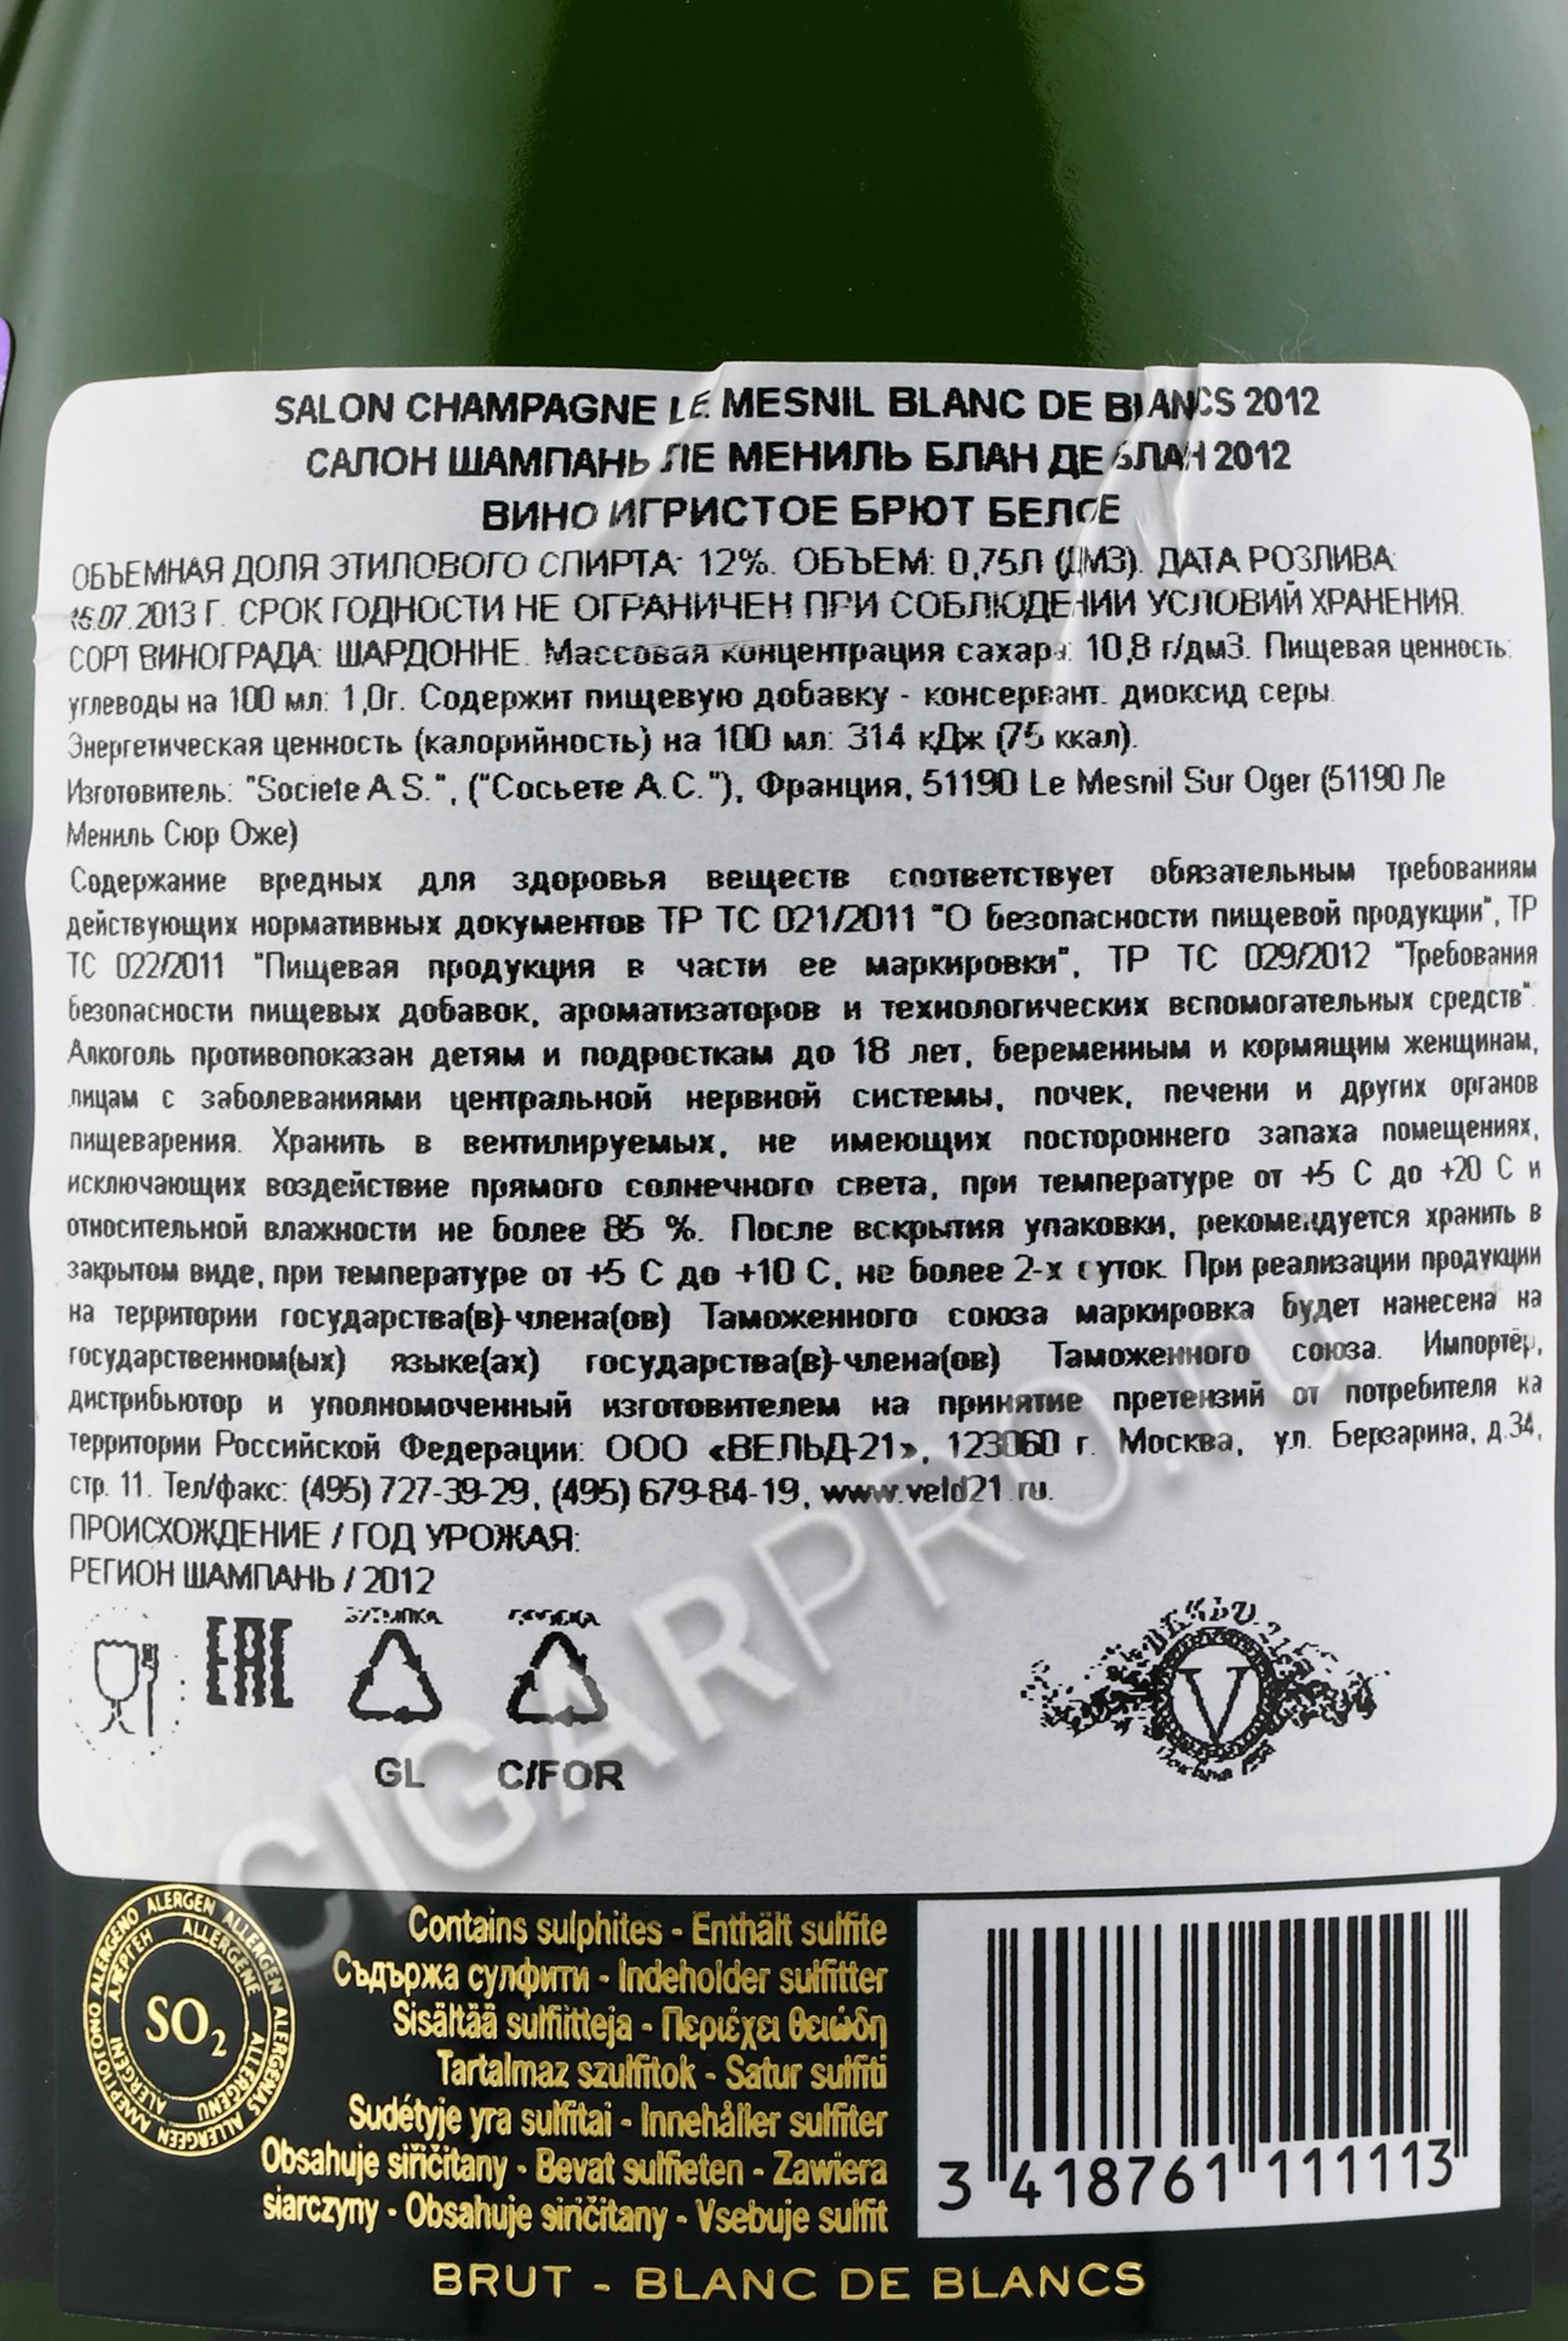 SALON CHAMPAGNE LE MESNIL BLANC DE BLANCS 2012
САЛОН ШАМПАНЬ ЛЕ МЕНИЛЬ БЛАН ДЕ БЛАН 2012
ВИНО ИГРИСТОЕ БРЮТ БЕЛОЕ
ОБЪЕМНАЯ ДОЛЯ ЭТИЛОВОГО СПИРТА: 12%. ОБЪЕМ: 0,75Л (ДМ3). ДАТА РОЗЛИВА:
16.07.2013 Г. СРОК ГОДНОСТИ НЕ ОГРАНИЧЕН ПРИ СОБЛЮДЕНИИ УСЛОВИЙ ХРАНЕНИЯ.
СОРТ ВИНОГРАДА: ШАРДОННЕ. Массовая концентрация сахара: 10,8 г/дм3. Пищевая ценность:
углеводы на 100 мл: 1,0г. Содержит пищевую добавку - консервант: диоксид серы.
Энергетическая ценность (калорийность) на 100 мл: 314 кДж (75 ккал).
Изготовитель: "Societe A.S.", ("Сосьете А.С."), Франция, 51190 Le Mesnil Sur Oger (51190 Ле
Мениль Сюр Оже)
Содержание вредных для здоровья веществ соответствует обязательным требованиям
действующих нормативных документов ТР ТС 021/2011 "О безопасности пищевой продукции", ТР
ТС 022/2011 "Пищевая продукция в части ее маркировки", ТР ТС 029/2012 "Требования
безопасности пищевых добавок, ароматизаторов и технологических вспомогательных средств".
Алкоголь противопоказан детям и подросткам до 18 лет, беременным и кормящим женщинам,
лицам с заболеваниями центральной нервной системы, почек, печени и других органов
пищеварения. Хранить в вентилируемых, не имеющих постороннего запаха помещениях,
исключающих воздействие прямого солнечного света, при температуре от +5 С до +20 С и
относительной влажности не более 85 %. После вскрытия упаковки, рекомендуется хранить в
закрытом виде, при температуре от +5 С до +10 С, не более 2-х суток. При реализации продукции
на территории государства(в)-члена(ов) Таможенного союза маркировка будет нанесена на
государственном(ых) языке(ах) государства(в)-члена(ов) Таможенного союза. Импортёр,
дистрибьютор и уполномоченный изготовителем на принятие претензий от потребителя на
территории Российской Федерации: ООО «ВЕЛЬД-21», 123060 г. Москва, ул. Берзарина, д.34,
стр. 11. Тел/факс: (495) 727-39-29, (495) 679-84-19, www.veld21.ru.
ПРОИСХОЖДЕНИЕ / ГОД УРОЖАЯ:
РЕГИОН ШАМПАНЬ / 2012
БУТЫЛКА
EAC
GL C/FOR
V
CIGARPRO.ru
ALERGEN ALLERGEN ALERGENAS ALLERGEEN ΑΛΛΕΡΓΙΟΓΟΝΟ ALERGENO
АЛЕРГЕН ALLERGENE ALLERGENU ALERGENI
SO2
Contains sulphites - Enthält sulfite
Съдържа сулфити - Indeholder sulfitter
Sisältää sulfiitteja - Περιέχει θειώδη
Tartalmaz szulfitok - Satur sulfiti
Sudétyje yra sulfitai - Innehåller sulfiter
Obsahuje siřičitany - Bevat sulfieten - Zawiera
siarczyny - Obsahuje siričitany - Vsebuje sulfit
3 418761 111113
BRUT - BLANC DE BLANCS